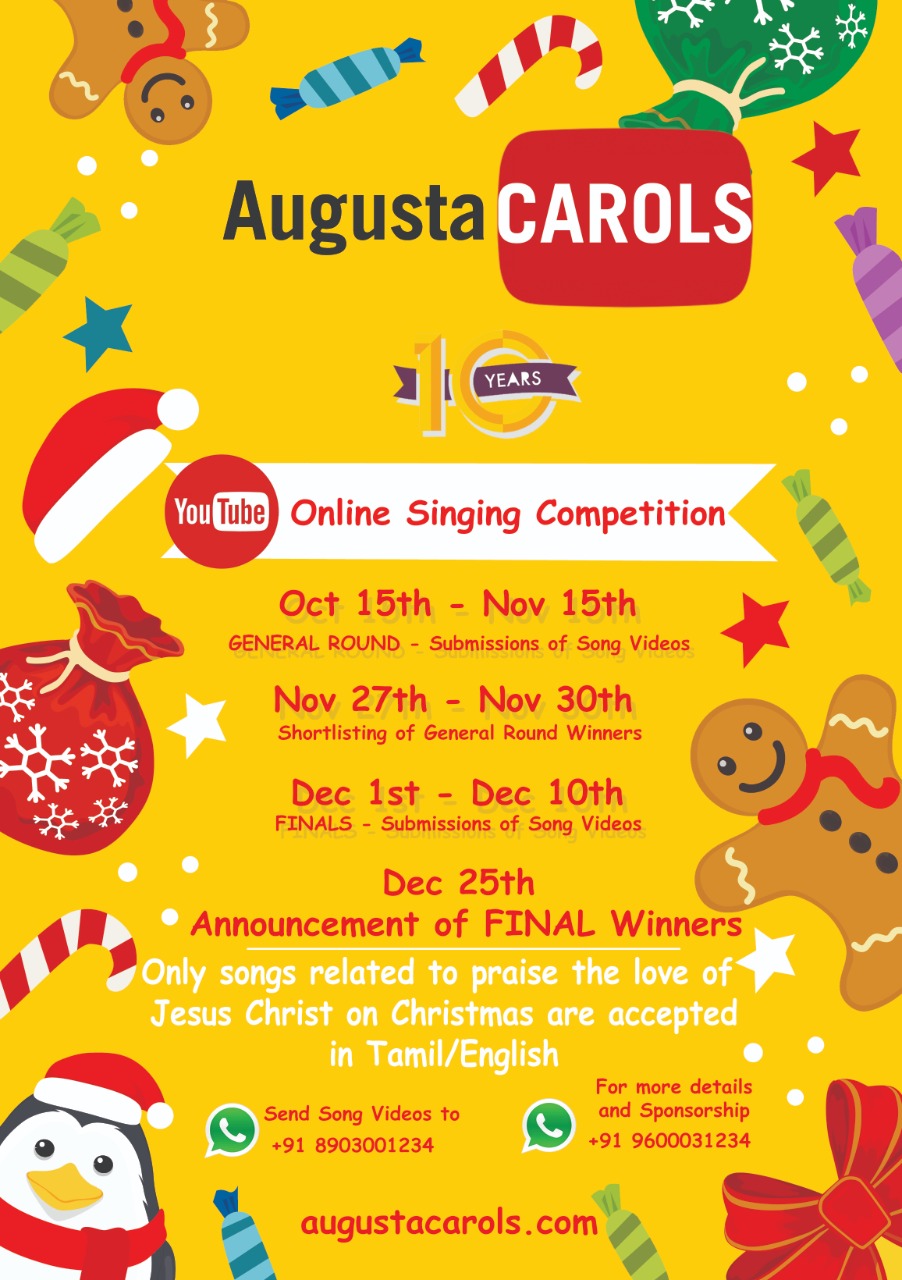 Augusta CAROLS
10 YEARS
YouTube Online Singing Competition
Oct 15th - Nov 15th
GENERAL ROUND - Submissions of Song Videos
Nov 27th - Nov 30th
Shortlisting of General Round Winners
Dec 1st - Dec 10th
FINALS - Submissions of Song Videos
Dec 25th
Announcement of FINAL Winners
Only songs related to praise the love of
Jesus Christ on Christmas are accepted
in Tamil/English
Send Song Videos to
+91 8903001234
For more details
and Sponsorship
+91 9600031234
augustacarols.com